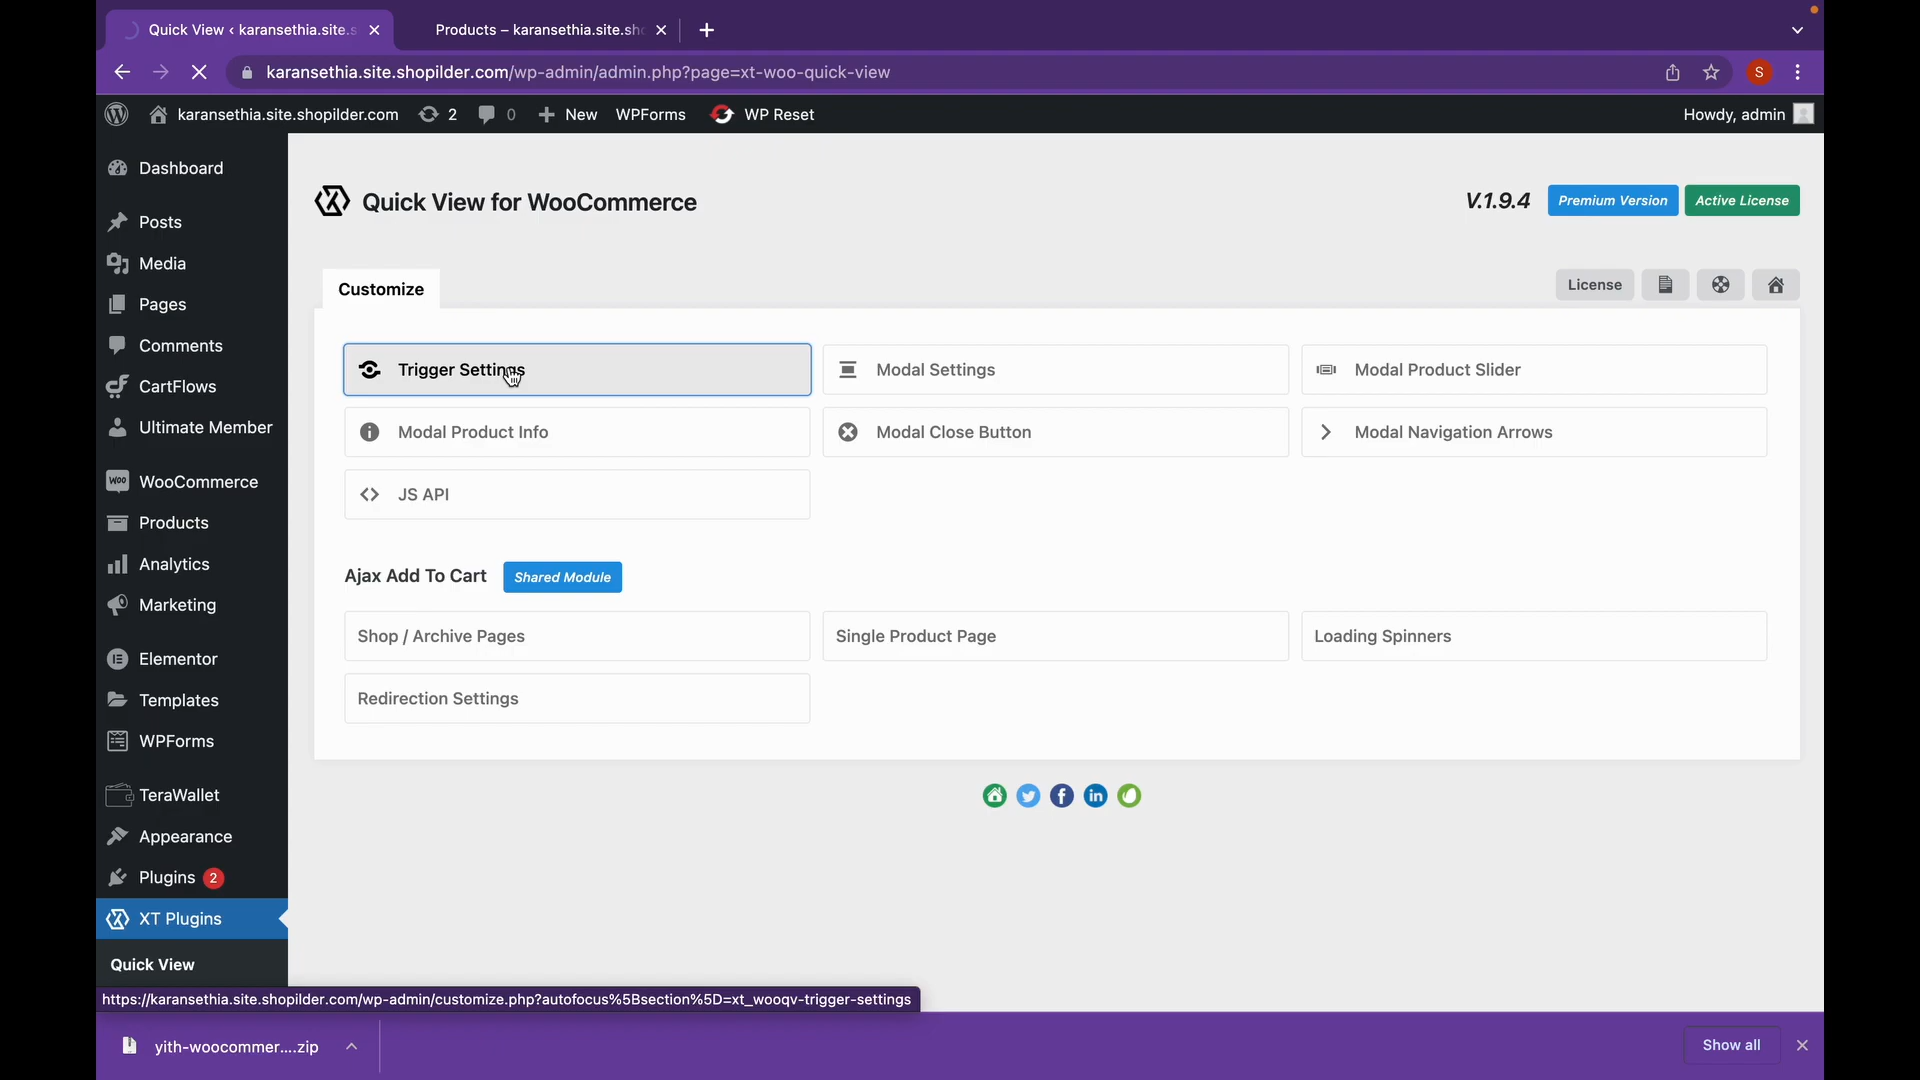 Quick View ‹ karansethia.site.s
Products – karansethia.site.sho
karansethia.site.shopilder.com/wp-admin/admin.php?page=xt-woo-quick-view
S
karansethia.site.shopilder.com
2
0
New
WPForms
WP Reset
Howdy, admin
Dashboard
Posts
Media
Pages
Comments
CartFlows
Ultimate Member
WooCommerce
Products
Analytics
Marketing
Elementor
Templates
WPForms
TeraWallet
Appearance
Plugins 2
XT Plugins
Quick View
Quick View for WooCommerce
V.1.9.4
Premium Version
Active License
Customize
License
Trigger Settings
Modal Settings
Modal Product Slider
Modal Product Info
Modal Close Button
Modal Navigation Arrows
JS API
Ajax Add To Cart
Shared Module
Shop / Archive Pages
Single Product Page
Loading Spinners
Redirection Settings
https://karansethia.site.shopilder.com/wp-admin/customize.php?autofocus%5Bsection%5D=xt_wooqv-trigger-settings
yith-woocommer....zip
Show all